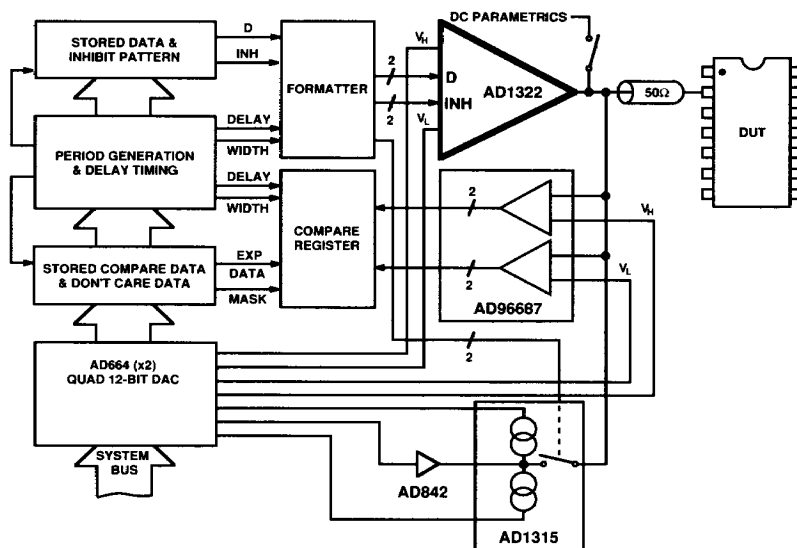 DC PARAMETRICS
STORED DATA &
INHIBIT PATTERN
D
INH
FORMATTER
2
2
VH
D
INH
VL
AD1322
50Ω
DUT
PERIOD GENERATION
& DELAY TIMING
DELAY
WIDTH
DELAY
WIDTH
COMPARE
REGISTER
2
2
AD96687
VH
VL
STORED COMPARE DATA
& DON'T CARE DATA
EXP
DATA
MASK
2
AD664 (x2)
QUAD 12-BIT DAC
SYSTEM
BUS
AD842
AD1315